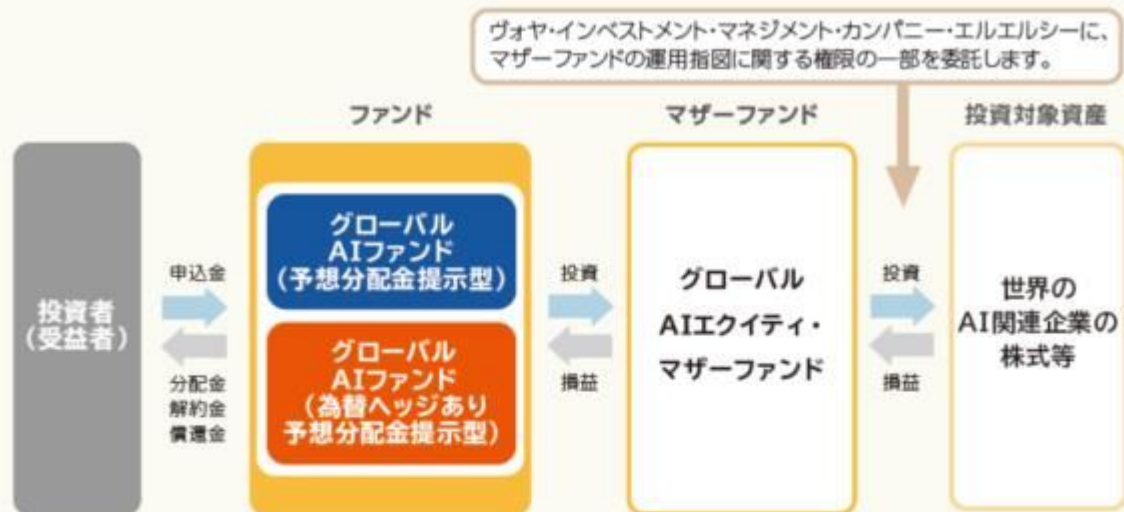 ヴォヤ・インベストメント・マネジメント・カンパニー・エルエルシーに、
マザーファンドの運用指図に関する権限の一部を委託します。
ファンド
マザーファンド
投資対象資産
投資者
（受益者）
申込金
分配金
解約金
償還金
グローバル
AIファンド
（予想分配金提示型）
グローバル
AIファンド
（為替ヘッジあり
予想分配金提示型）
投資
損益
グローバル
AIエクイティ・
マザーファンド
投資
損益
世界の
AI関連企業の
株式等